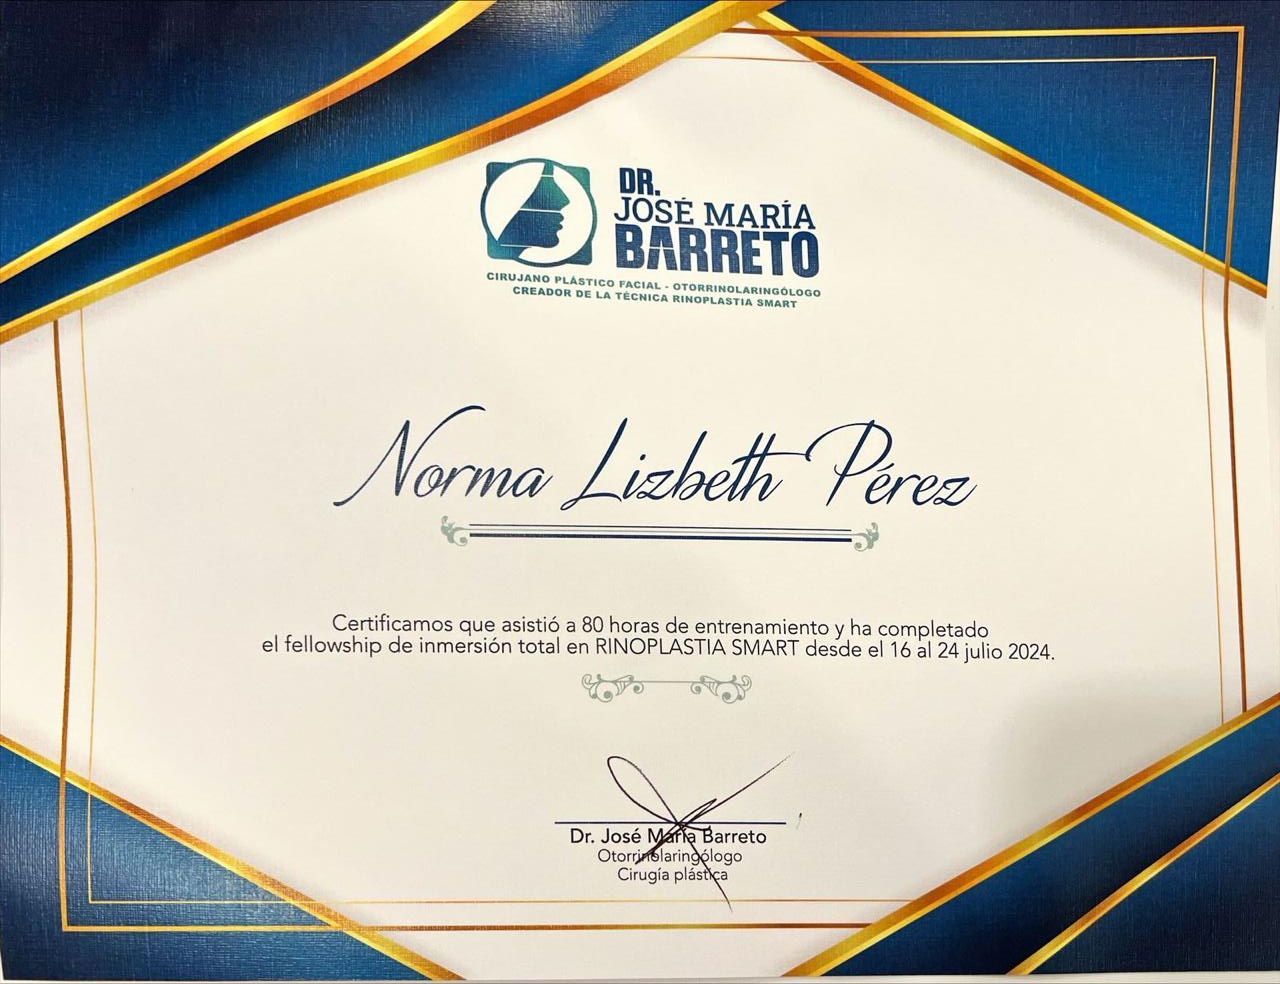 DR.
JOSÉ MARÍA
BARRETO
CIRUJANO PLÁSTICO FACIAL - OTORRINOLARINGÓLOGO
CREADOR DE LA TÉCNICA RINOPLASTIA SMART
Norma Lizbeth Pérez
Certificamos que asistió a 80 horas de entrenamiento y ha completado
el fellowship de inmersión total en RINOPLASTIA SMART desde el 16 al 24 julio 2024.
Dr. José María Barreto
Otorrinolaringólogo
Cirugía plástica